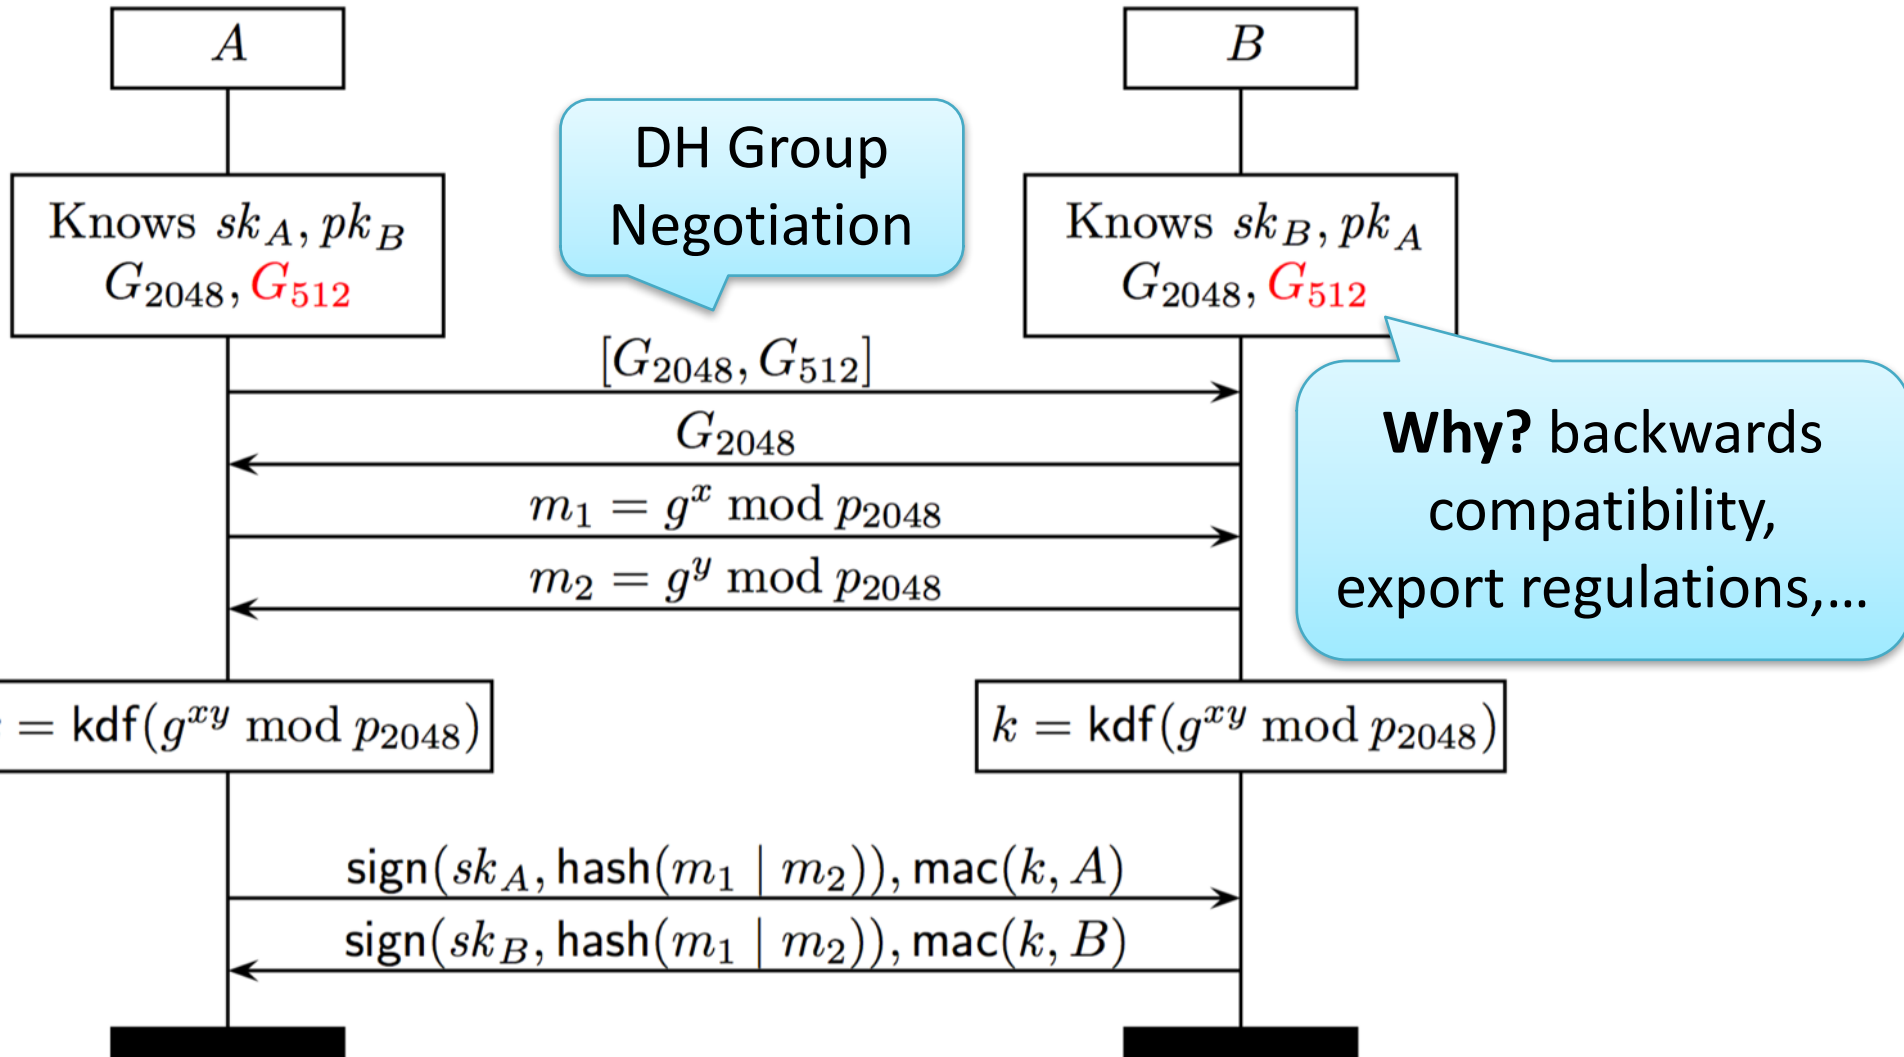 A
B
DH Group
Negotiation
Knows sk_A, pk_B
G_2048, G_512
Knows sk_B, pk_A
G_2048, G_512
[G_2048, G_512]
G_2048
m_1 = g^x mod p_2048
m_2 = g^y mod p_2048
Why? backwards
compatibility,
export regulations,...
= kdf(g^xy mod p_2048)
k = kdf(g^xy mod p_2048)
sign(sk_A, hash(m_1 | m_2)), mac(k, A)
sign(sk_B, hash(m_1 | m_2)), mac(k, B)